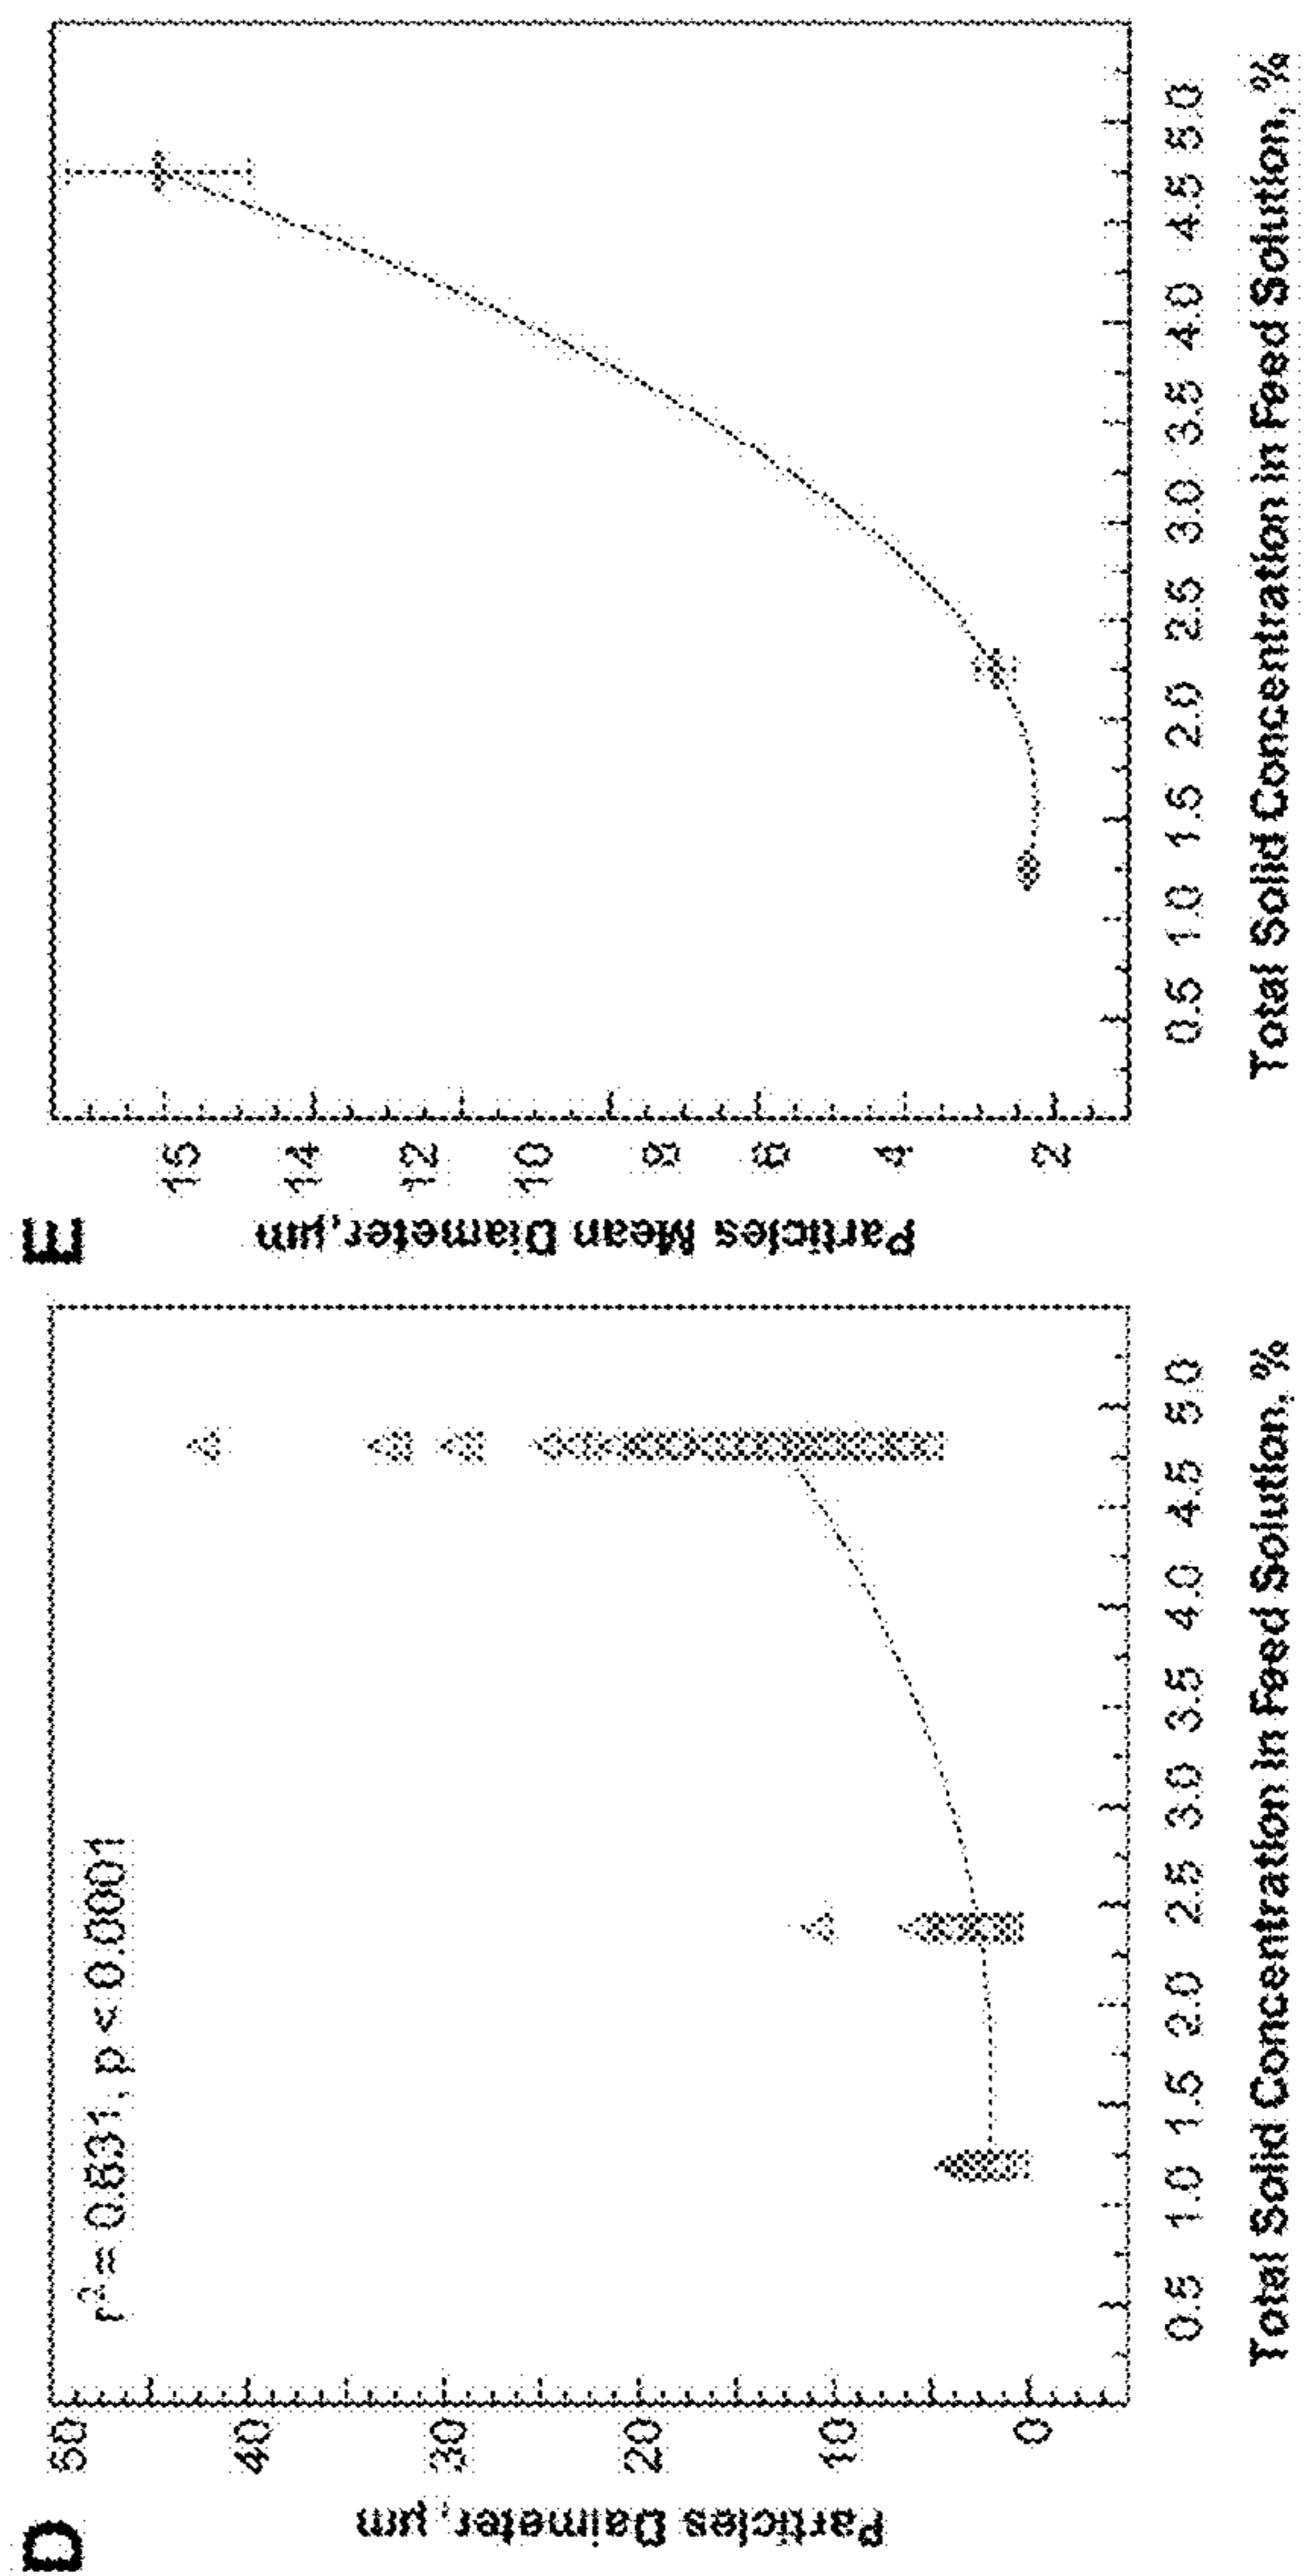 D
r² = 0.831, p < 0.0001
50
40
30
20
10
0
Particles Daimeter, µm
0.5 1.0 1.5 2.0 2.5 3.0 3.5 4.0 4.5 5.0
Total Solid Concentration in Feed Solution, %
E
14
12
10
8
6
4
2
Particles Mean Diameter,µm
0.5 1.0 1.5 2.0 2.5 3.0 3.5 4.0 4.5 5.0
Total Solid Concentration in Feed Solution, %